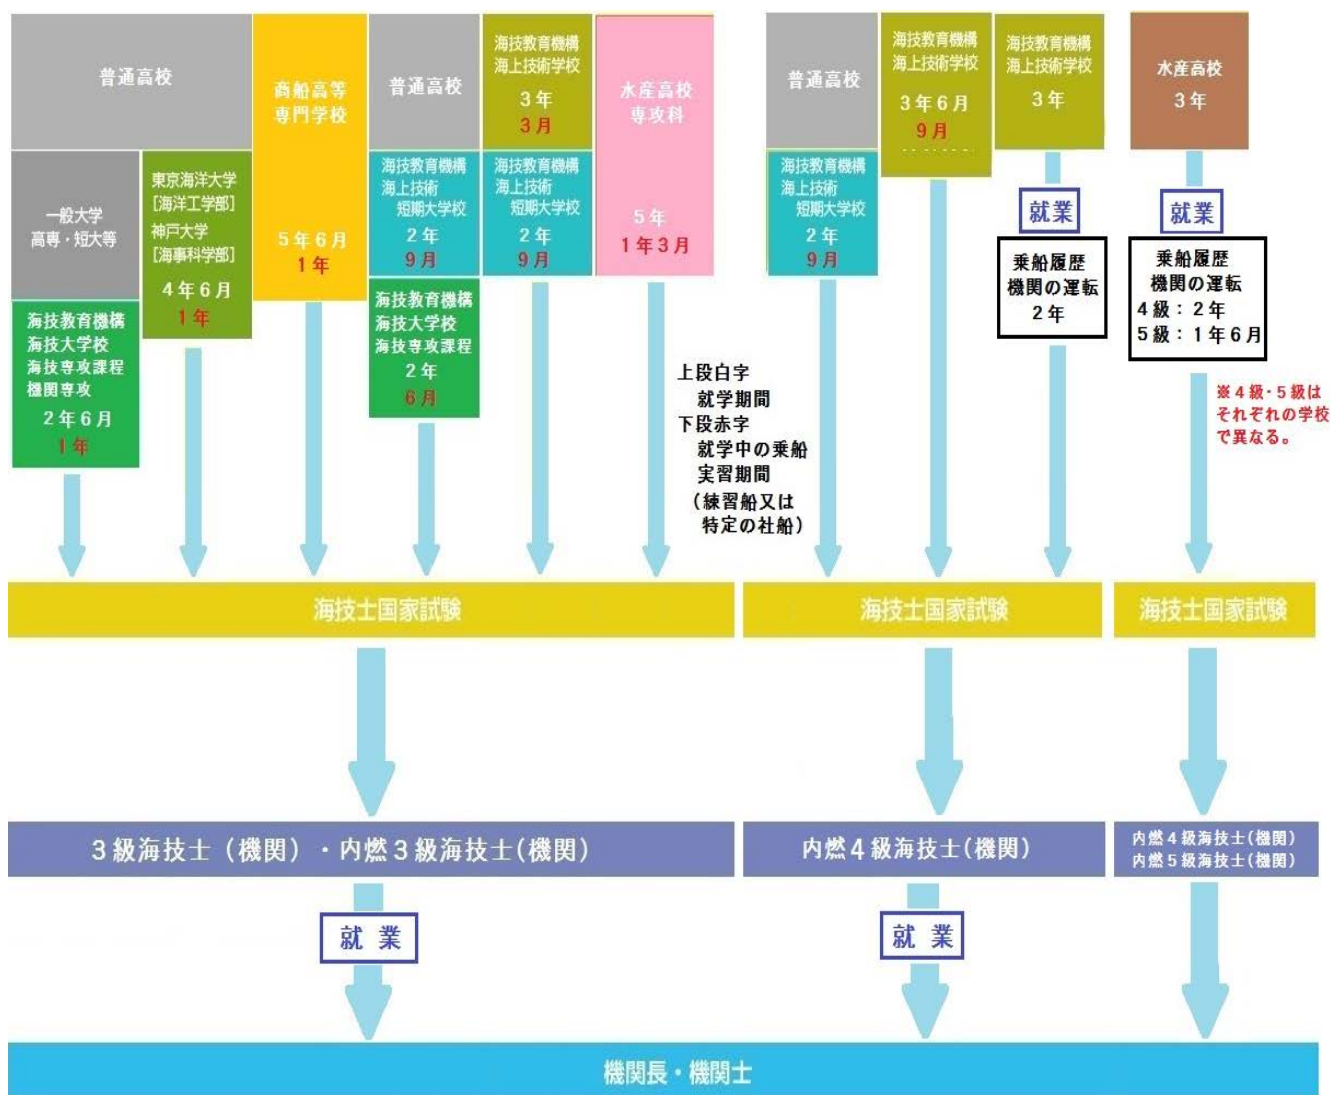 普通高校
一般大学
高専・短大等
海技教育機構
海技大学校
海技専攻課程
機関専攻
2年6月
1年
東京海洋大学
[海洋工学部]
神戸大学
[海事科学部]
4年6月
1年
商船高等
専門学校
5年6月
1年
普通高校
海技教育機構
海上技術
短期大学校
2年
9月
海技教育機構
海技大学校
海技専攻課程
2年
6月
海技教育機構
海上技術学校
3年
3月
海技教育機構
海上技術
短期大学校
2年
9月
水産高校
専攻科
5年
1年3月
上段白字
就学期間
下段赤字
就学中の乗船
実習期間
(練習船又は
特定の社船)
普通高校
海技教育機構
海上技術
短期大学校
2年
9月
海技教育機構
海上技術学校
3年6月
9月
海技教育機構
海上技術学校
3年
就業
乗船履歴
機関の運転
2年
水産高校
3年
就業
乗船履歴
機関の運転
4級：2年
5級：1年6月
※4級・5級は
それぞれの学校
で異なる。
海技士国家試験
海技士国家試験
海技士国家試験
3級海技士（機関）・内燃3級海技士(機関)
内燃4級海技士(機関)
内燃4級海技士(機関)
内燃5級海技士(機関)
就業
就業
機関長・機関士